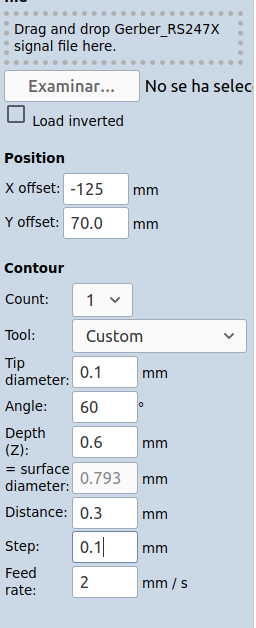 Drag and drop Gerber_RS247X
signal file here.
Examinar... No se ha selec
Load inverted
Position
X offset: -125 mm
Y offset: 70.0 mm
Contour
Count: 1
Tool: Custom
Tip
diameter: 0.1 mm
Angle: 60 °
Depth
(Z): 0.6 mm
= surface
diameter: 0.793 mm
Distance: 0.3 mm
Step: 0.1 mm
Feed
rate: 2 mm / s